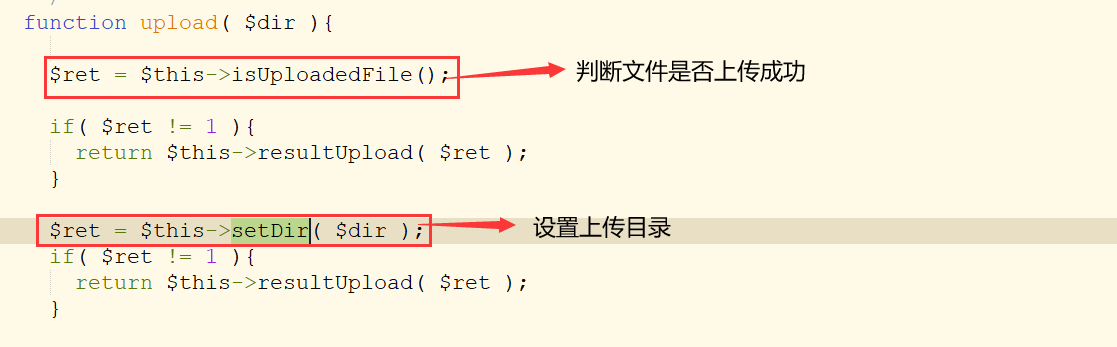 function upload( $dir ){
$ret = $this->isUploadedFile(); 判断文件是否上传成功
if( $ret != 1 ){
return $this->resultUpload( $ret );
}
$ret = $this->setDir( $dir ); 设置上传目录
if( $ret != 1 ){
return $this->resultUpload( $ret );
}